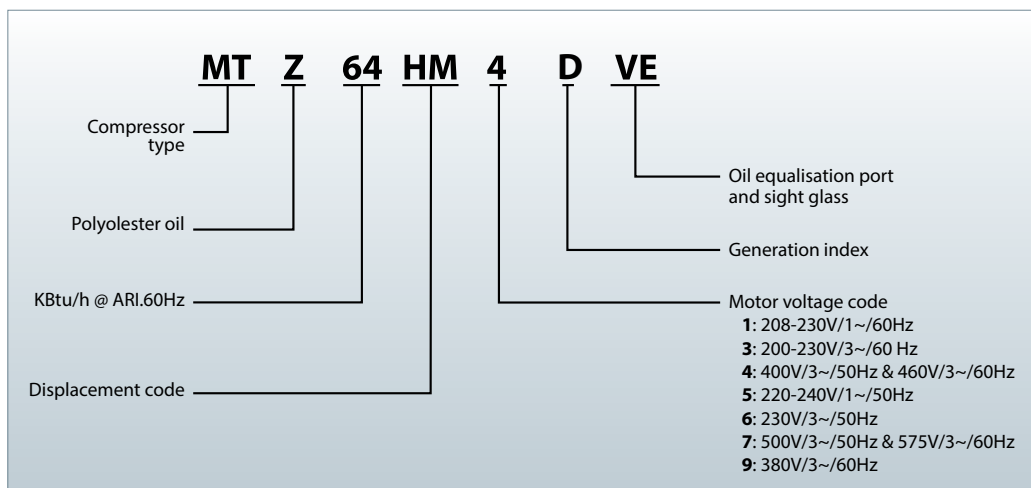 MT Z 64 HM 4 D VE
Compressor
type
Polyolester oil
KBtu/h @ ARI.60Hz
Displacement code
Oil equalisation port
and sight glass
Generation index
Motor voltage code
1: 208-230V/1~/60Hz
3: 200-230V/3~/60 Hz
4: 400V/3~/50Hz & 460V/3~/60Hz
5: 220-240V/1~/50Hz
6: 230V/3~/50Hz
7: 500V/3~/50Hz & 575V/3~/60Hz
9: 380V/3~/60Hz